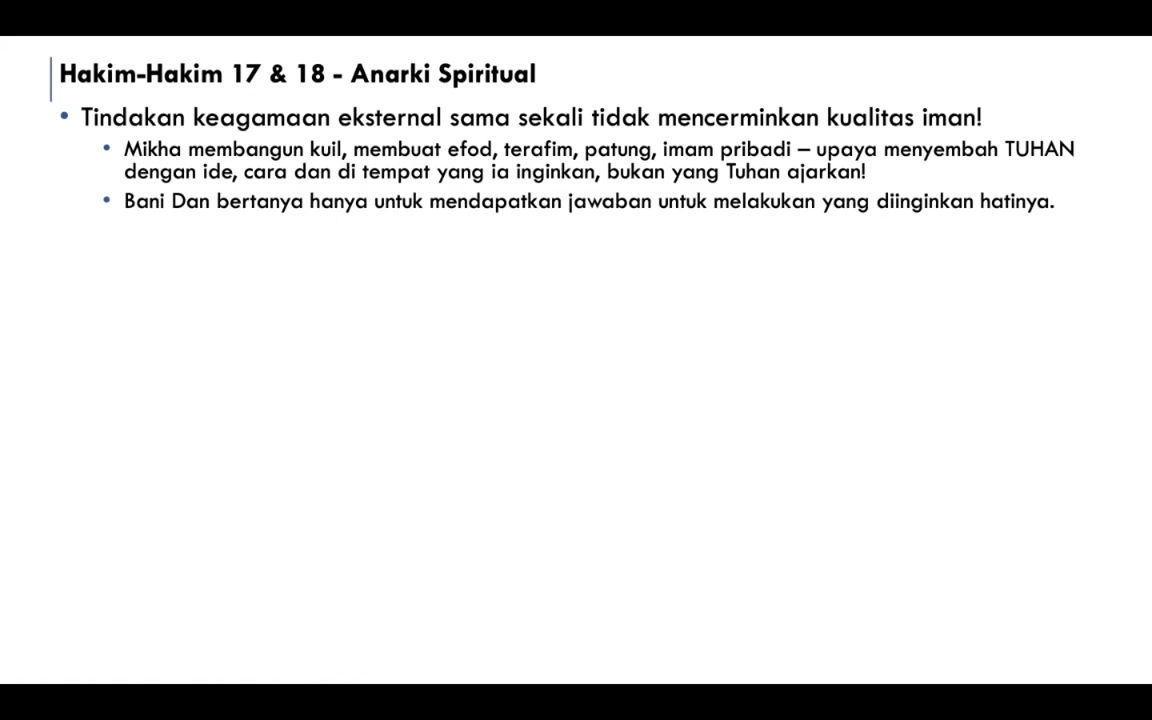 Hakim-Hakim 17 & 18 - Anarki Spiritual
• Tindakan keagamaan eksternal sama sekali tidak mencerminkan kualitas iman!
• Mikha membangun kuil, membuat efod, terafim, patung, imam pribadi – upaya menyembah TUHAN
dengan ide, cara dan di tempat yang ia inginkan, bukan yang Tuhan ajarkan!
• Bani Dan bertanya hanya untuk mendapatkan jawaban untuk melakukan yang diinginkan hatinya.